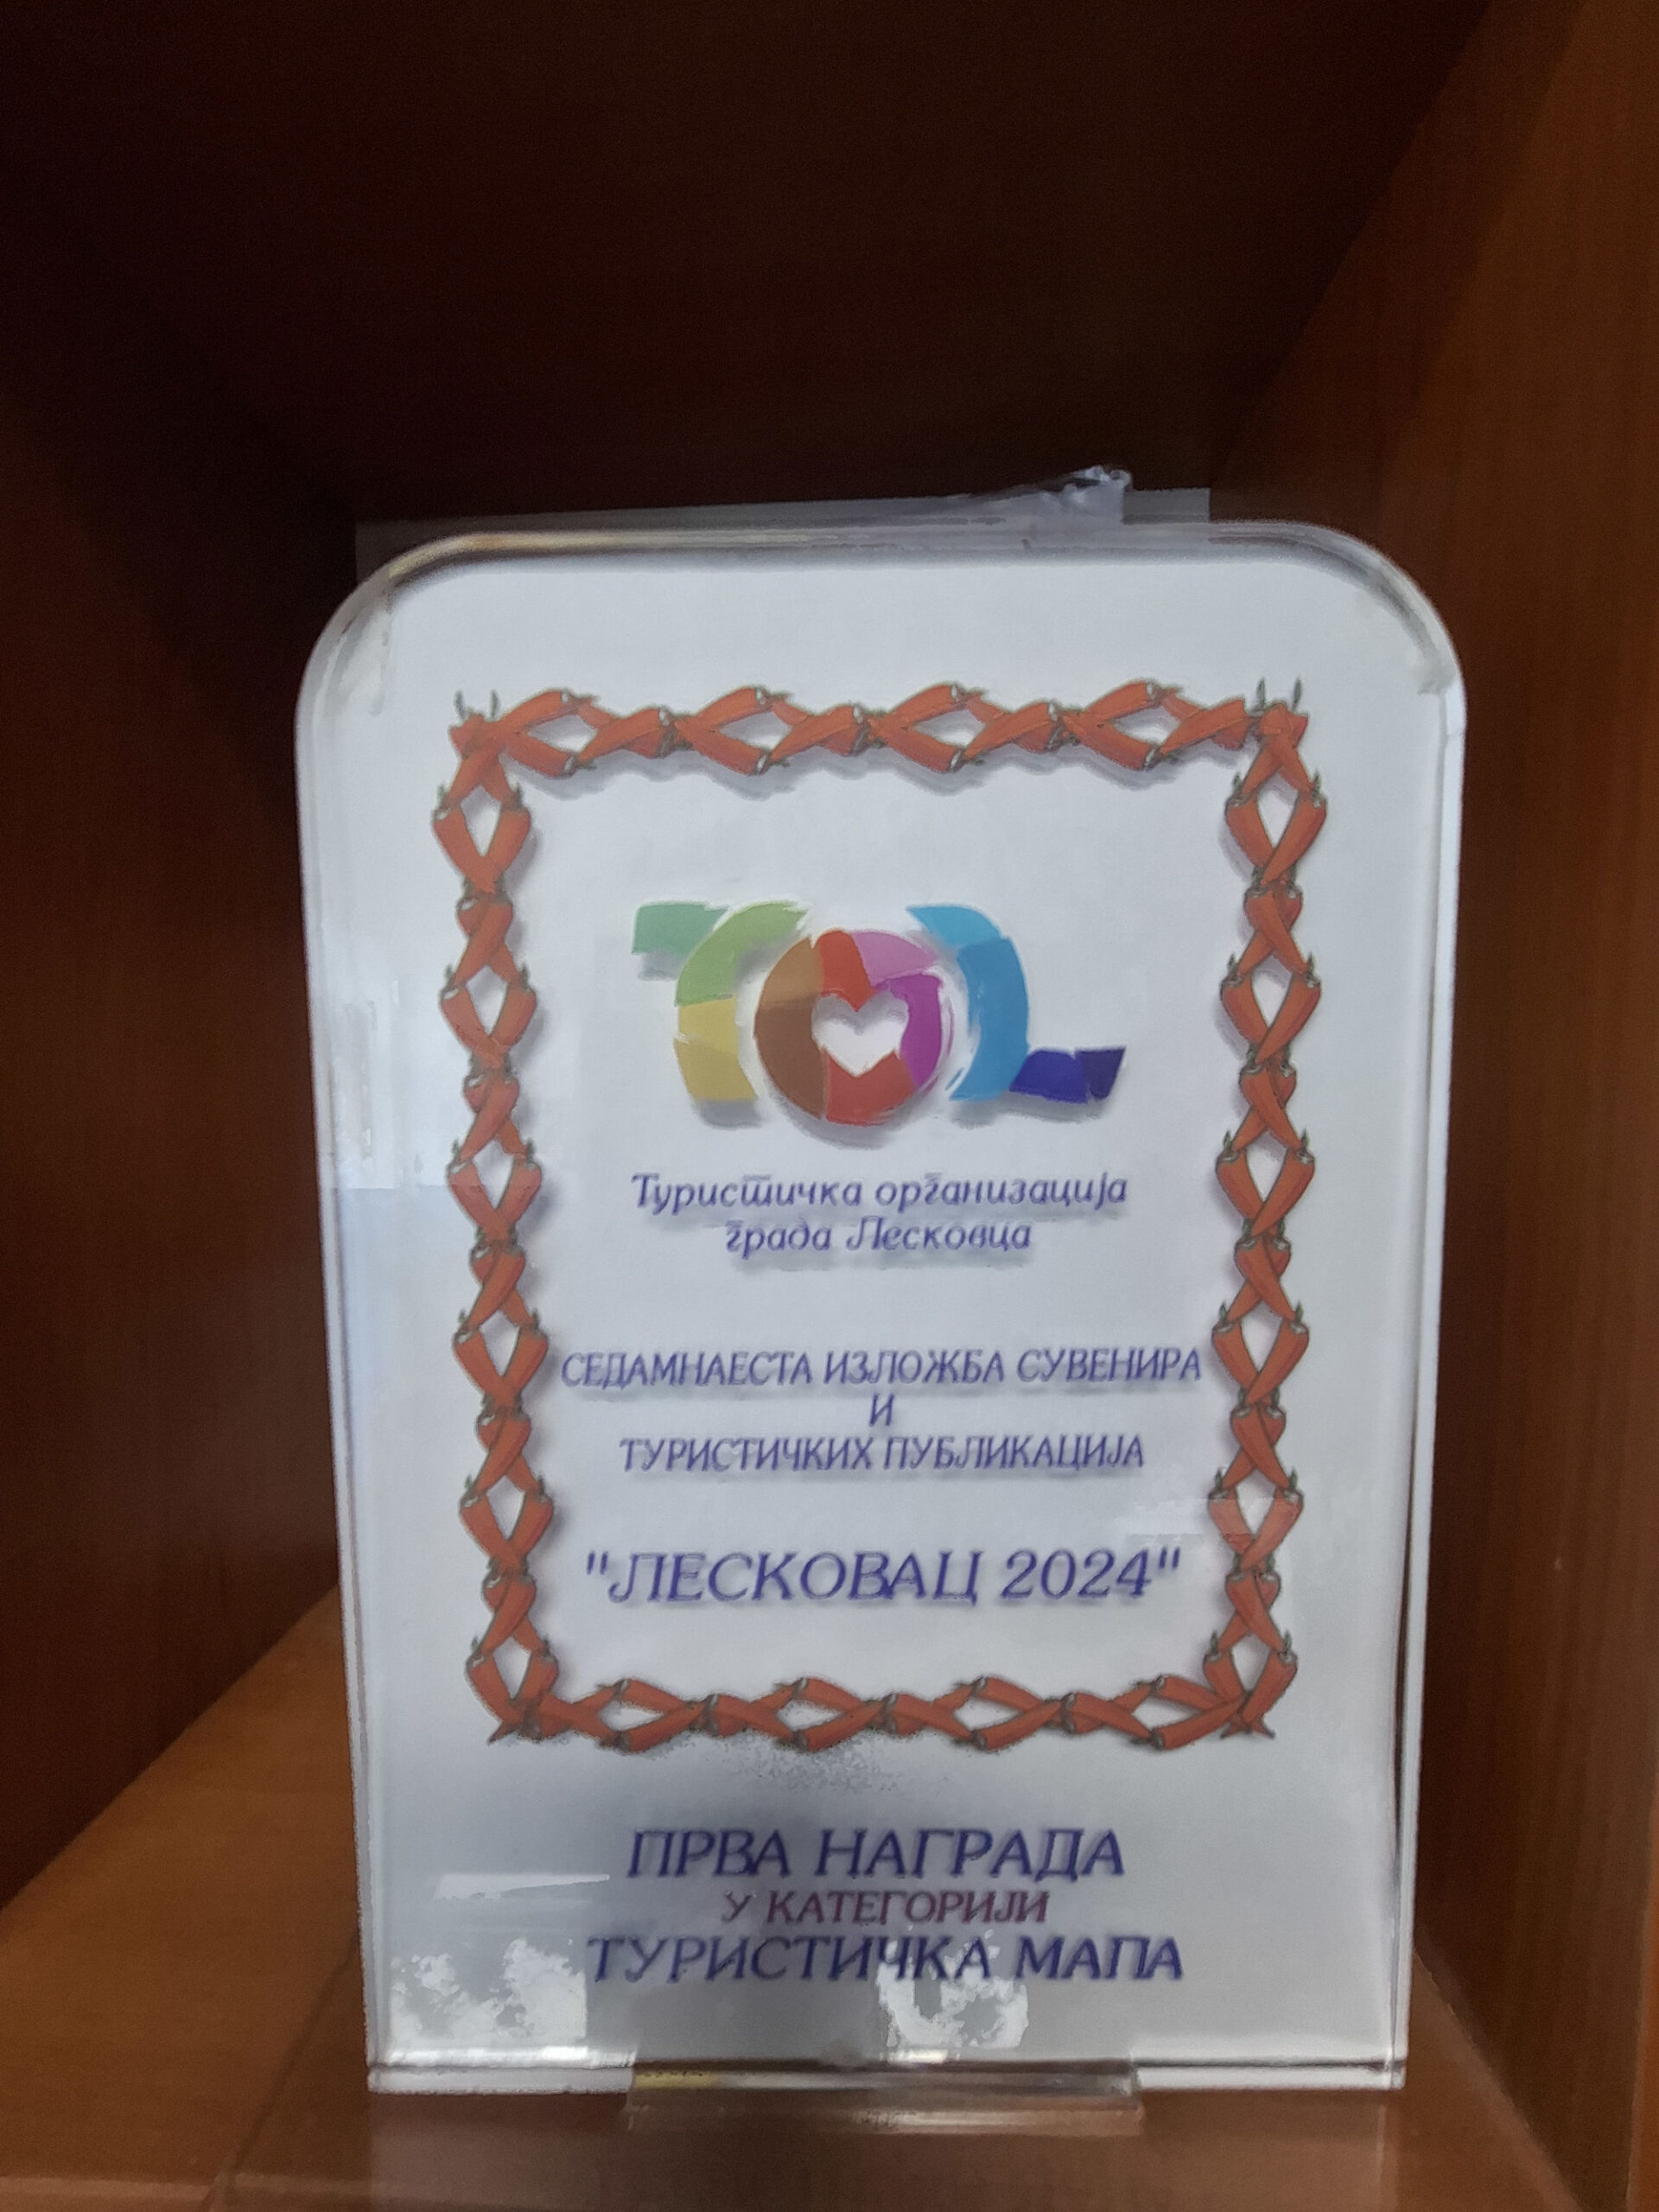 TOL
Туристичка организација
града Лесковца
СЕДАМНАЕСТА ИЗЛОЖБА СУВЕНИРА
И
ТУРИСТИЧКИХ ПУБЛИКАЦИЈА
"ЛЕСКОВАЦ 2024"
ПРВА НАГРАДА
У КАТЕГОРИЈИ
ТУРИСТИЧКА МАПА